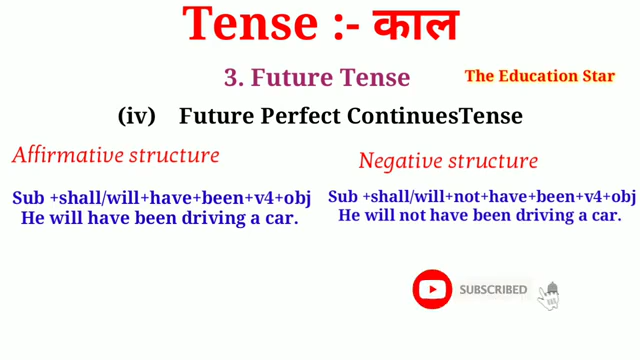 Tense :- काल
3. Future Tense
The Education Star
(iv) Future Perfect ContinuesTense
Affirmative structure
Sub +shall/will+have+been+v4+obj
He will have been driving a car.
Negative structure
Sub +shall/will+not+have+been+v4+obj
He will not have been driving a car.
SUBSCRIBED